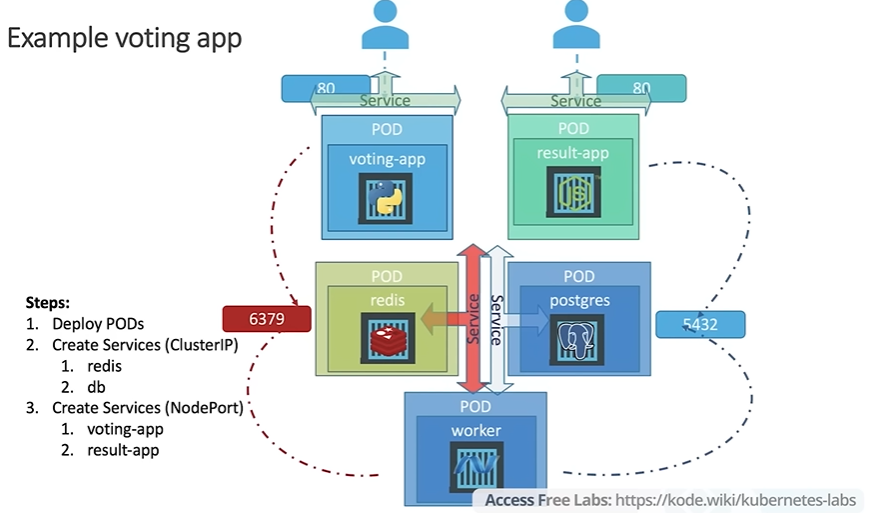 Example voting app
80
Service
80
Service
POD
voting-app
POD
result-app
JS
POD
redis
Service
Service
POD
postgres
6379
5432
Steps:
1. Deploy PODs
2. Create Services (ClusterIP)
1. redis
2. db
3. Create Services (NodePort)
1. voting-app
2. result-app
POD
worker
Access Free Labs: https://kode.wiki/kubernetes-labs